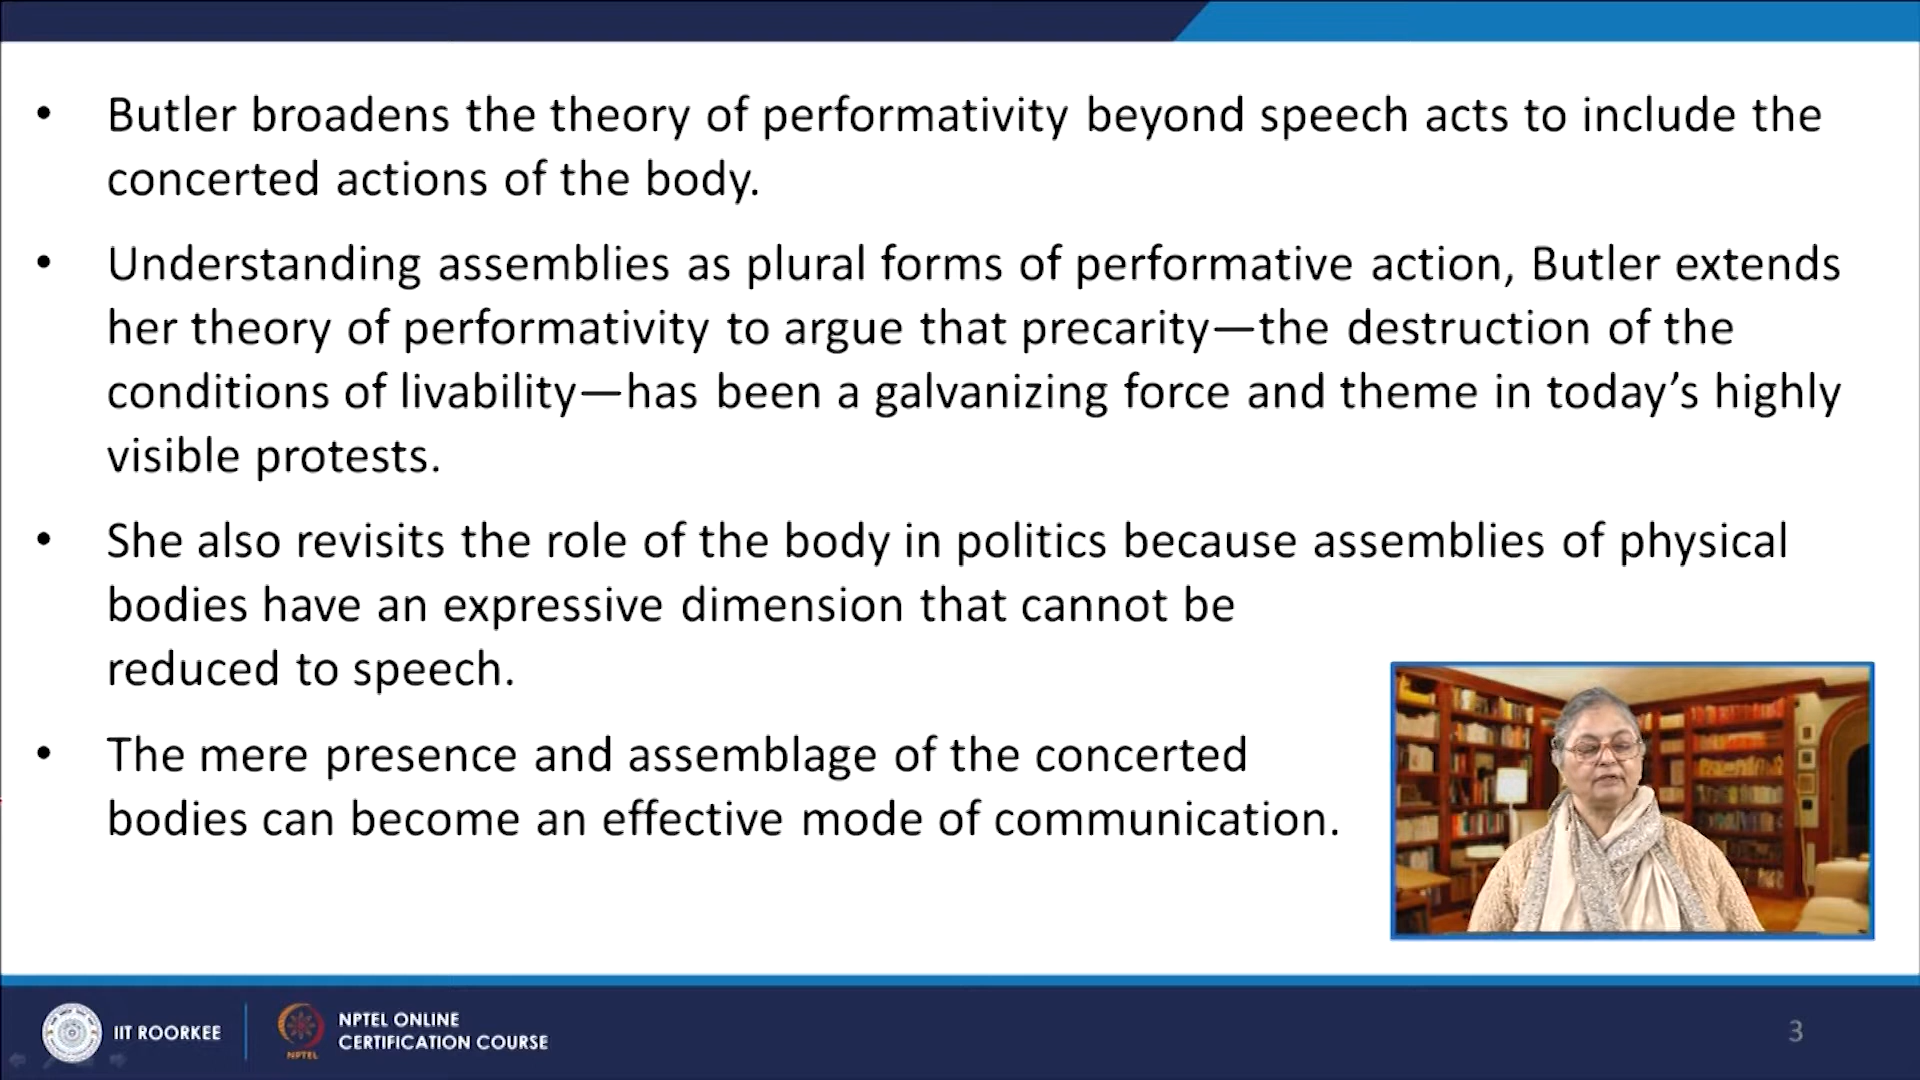 • Butler broadens the theory of performativity beyond speech acts to include the
concerted actions of the body.
• Understanding assemblies as plural forms of performative action, Butler extends
her theory of performativity to argue that precarity—the destruction of the
conditions of livability—has been a galvanizing force and theme in today’s highly
visible protests.
• She also revisits the role of the body in politics because assemblies of physical
bodies have an expressive dimension that cannot be
reduced to speech.
• The mere presence and assemblage of the concerted
bodies can become an effective mode of communication.
IIT ROORKEE
NPTEL
NPTEL ONLINE
CERTIFICATION COURSE
3